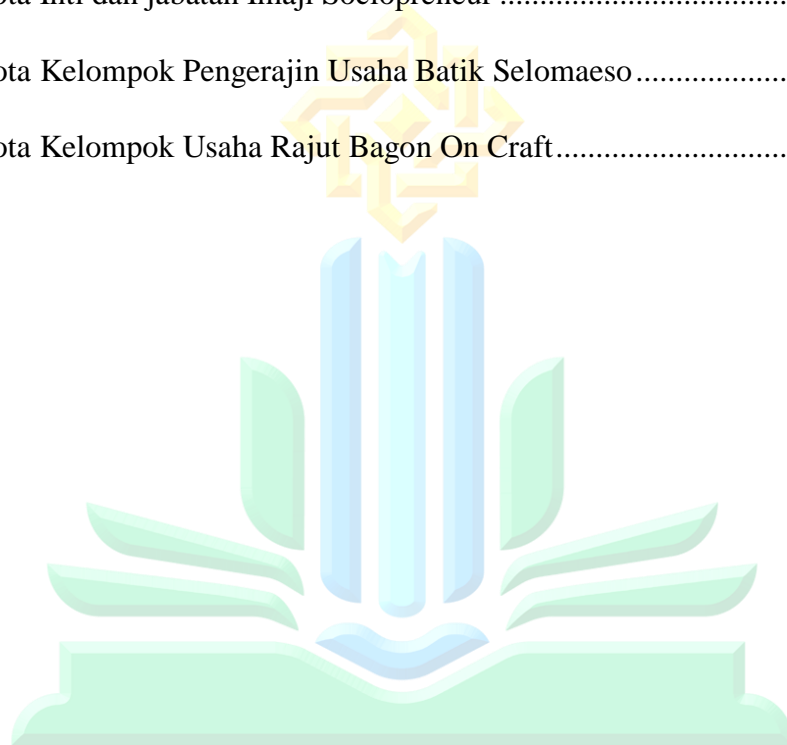 ota Inti dan Jabatan Imaji Sociopreneur ....................................
ota Kelompok Pengerajin Usaha Batik Selomaeso ...................
ota Kelompok Usaha Rajut Bagon On Craft .............................